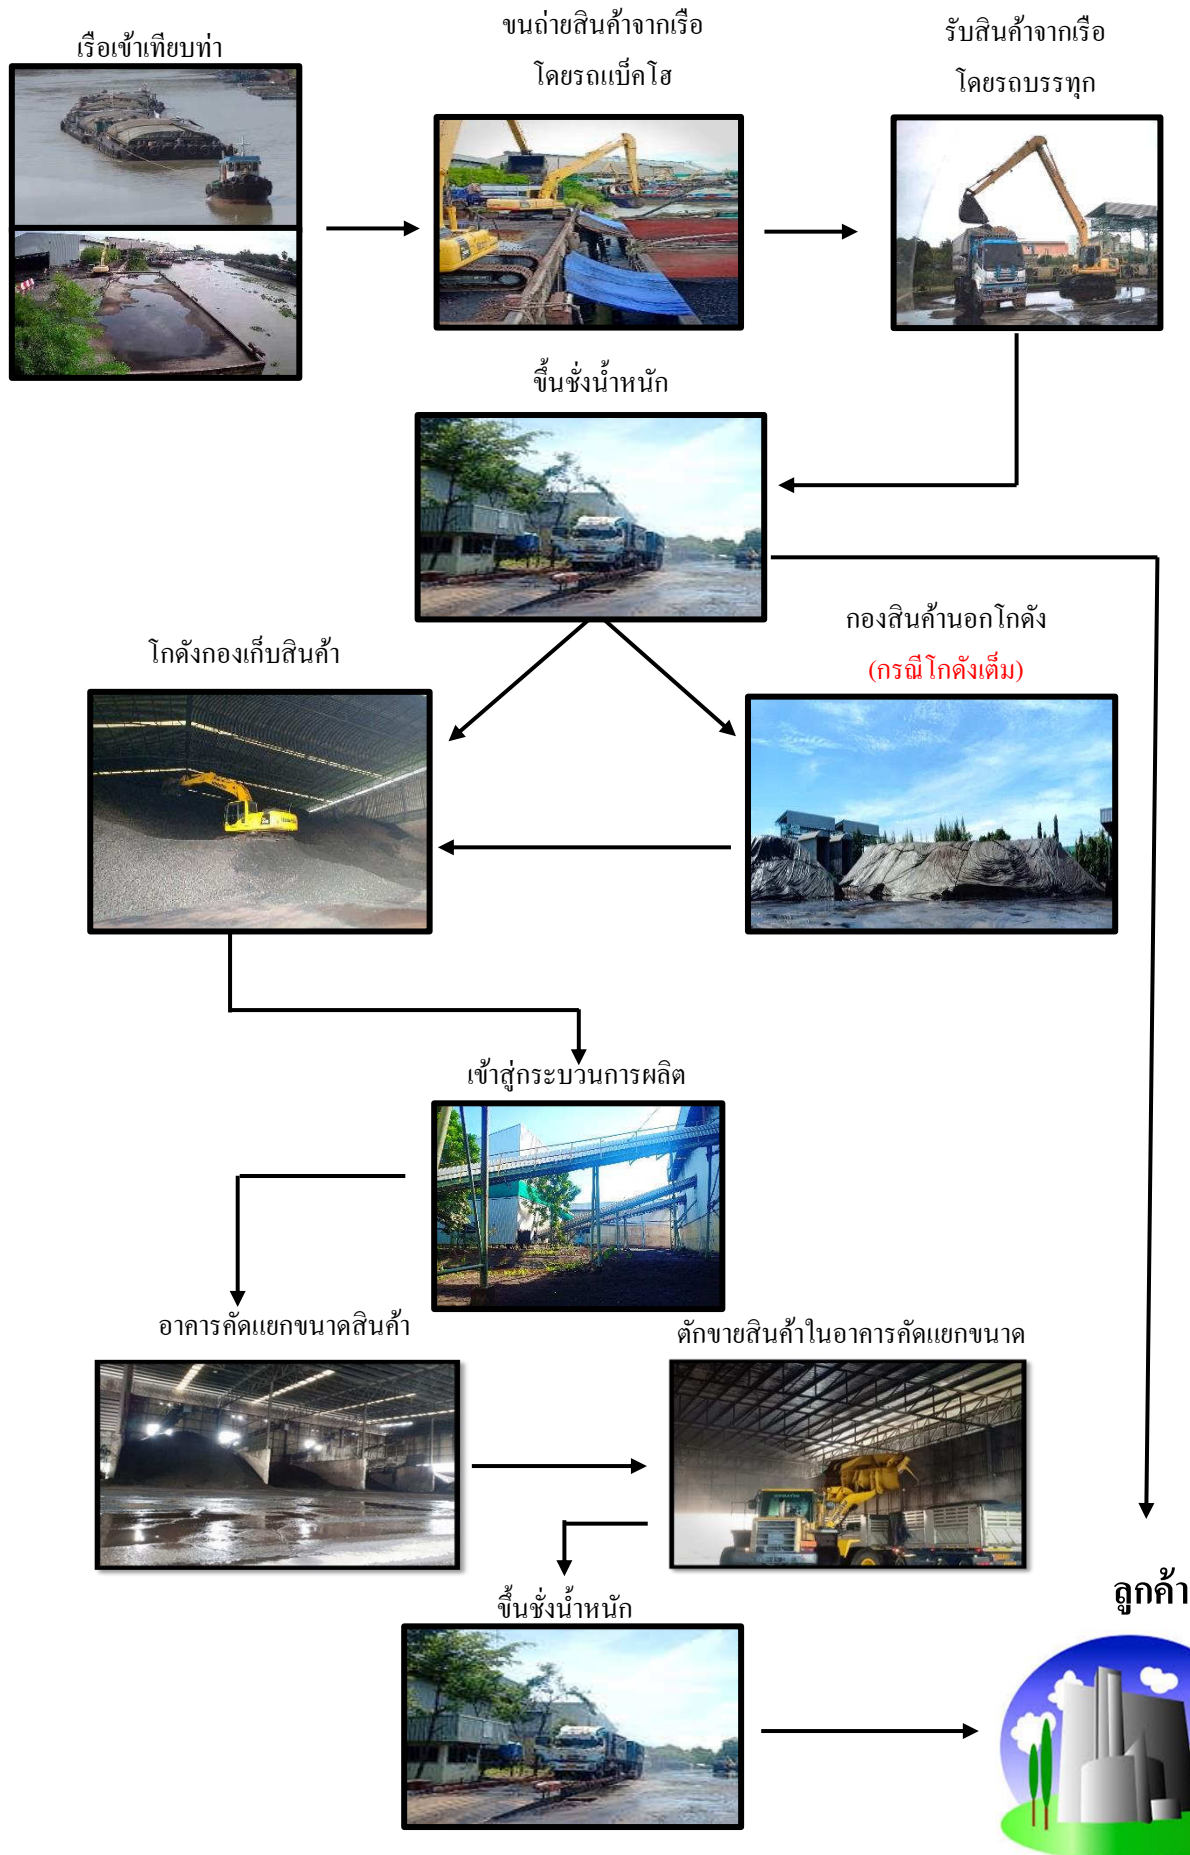 เรือเข้าเทียบท่า
ขนถ่ายสินค้าจากเรือ
โดยรถแบ็คโฮ
รับสินค้าจากเรือ
โดยรถบรรทุก
ขึ้นชั่งน้ำหนัก
กองสินค้านอกโกดัง
(กรณีโกดังเต็ม)
โกดังกองเก็บสินค้า
เข้าสู่กระบวนการผลิต
อาคารคัดแยกขนาดสินค้า
ตักขายสินค้าในอาคารคัดแยกขนาด
ขึ้นชั่งน้ำหนัก
ลูกค้า